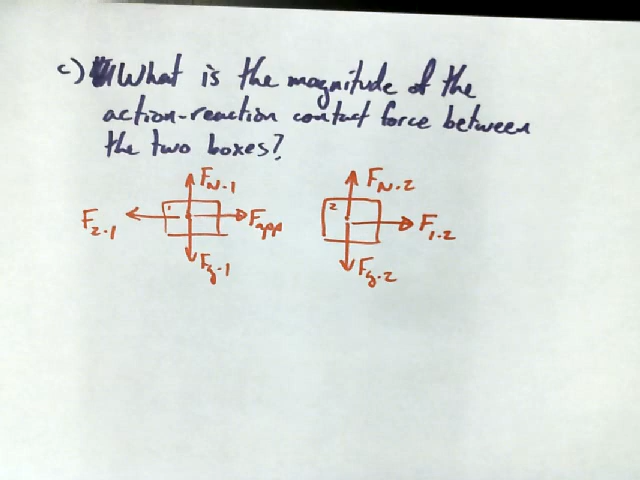 c) What is the magnitude of the
action-reaction contact force between
the two boxes?
FN-1
FN-2
1
2
F2-1
Fapp
F1-2
Fg-1
Fg-2